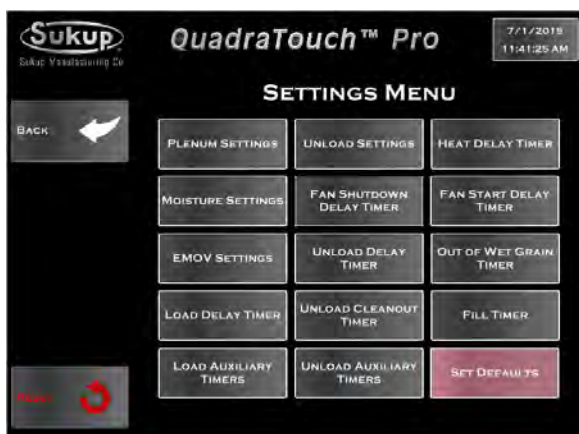 Sukup
Sukup Manufacturing Co
QuadraTouch™ Pro
7/1/2015
11:41:25 AM
SETTINGS MENU
BACK
PLENUM SETTINGS
UNLOAD SETTINGS
HEAT DELAY TIMER
MOISTURE SETTINGS
FAN SHUTDOWN
DELAY TIMER
FAN START DELAY
TIMER
EMOV SETTINGS
UNLOAD DELAY
TIMER
OUT OF WET GRAIN
TIMER
LOAD DELAY TIMER
UNLOAD CLEANOUT
TIMER
FILL TIMER
LOAD AUXILIARY
TIMERS
UNLOAD AUXILIARY
TIMERS
SET DEFAULTS
RESET